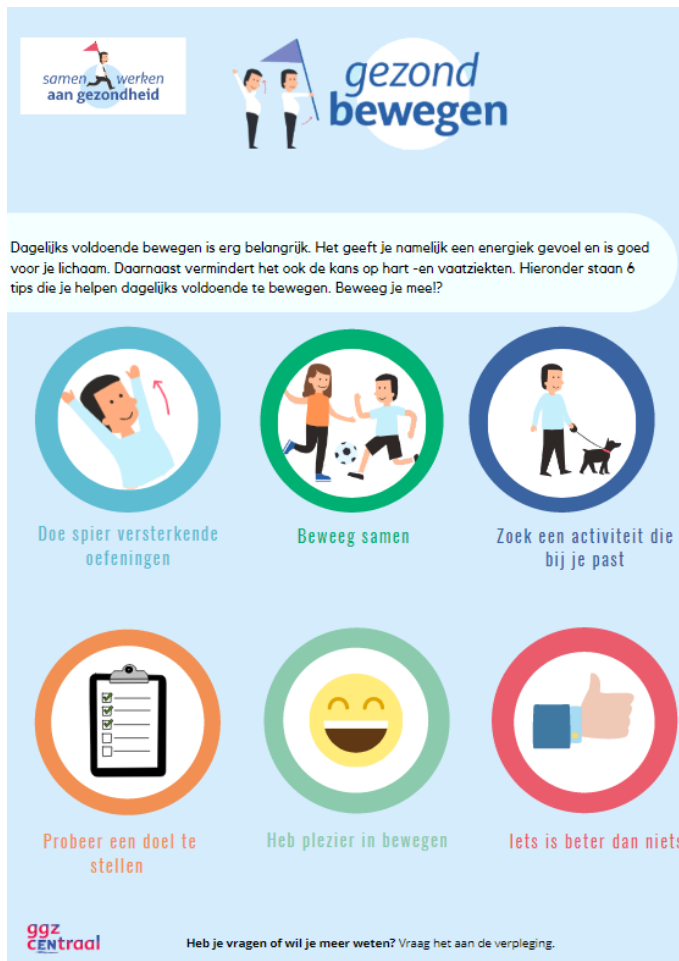 samen werken
aan gezondheid
gezond
bewegen
Dagelijks voldoende bewegen is erg belangrijk. Het geeft je namelijk een energiek gevoel en is goed
voor je lichaam. Daarnaast vermindert het ook de kans op hart -en vaatziekten. Hieronder staan 6
tips die je helpen dagelijks voldoende te bewegen. Beweeg je mee!?
Doe spier versterkende
oefeningen
Beweeg samen
Zoek een activiteit die
bij je past
Probeer een doel te
stellen
Heb plezier in bewegen
Iets is beter dan niets
ggz
centraal
Heb je vragen of wil je meer weten? Vraag het aan de verpleging.